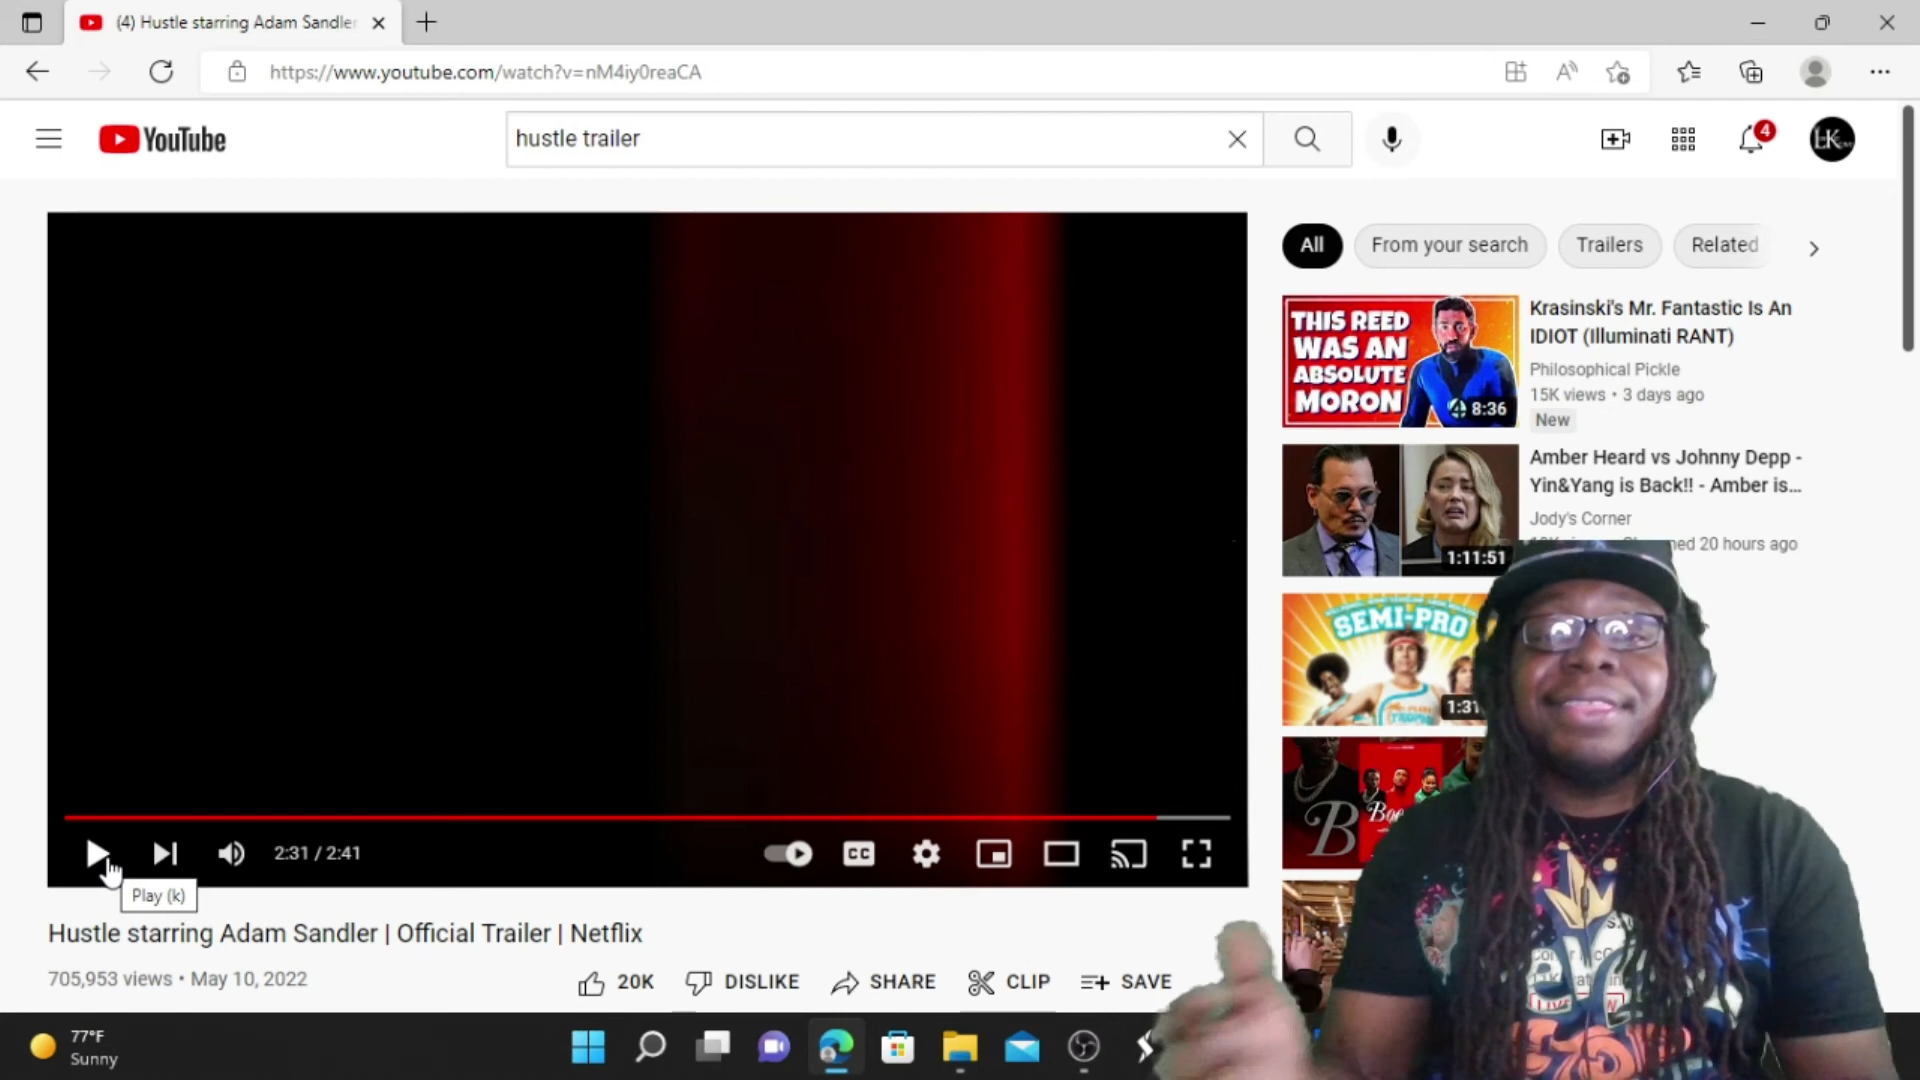 (4) Hustle starring Adam Sandler
https://www.youtube.com/watch?v=nM4iy0reaCA
YouTube
hustle trailer
4
LK
All
From your search
Trailers
Related
THIS REED
WAS AN
ABSOLUTE
MORON
8:36
Krasinski's Mr. Fantastic Is An
IDIOT (Illuminati RANT)
Philosophical Pickle
15K views • 3 days ago
New
1:11:51
Amber Heard vs Johnny Depp -
Yin&Yang is Back!! - Amber is...
Jody's Corner
20 hours ago
SEMI-PRO
1:31
B
2:31 / 2:41
CC
Play (k)
Hustle starring Adam Sandler | Official Trailer | Netflix
705,953 views • May 10, 2022
20K
DISLIKE
SHARE
CLIP
SAVE
77°F
Sunny